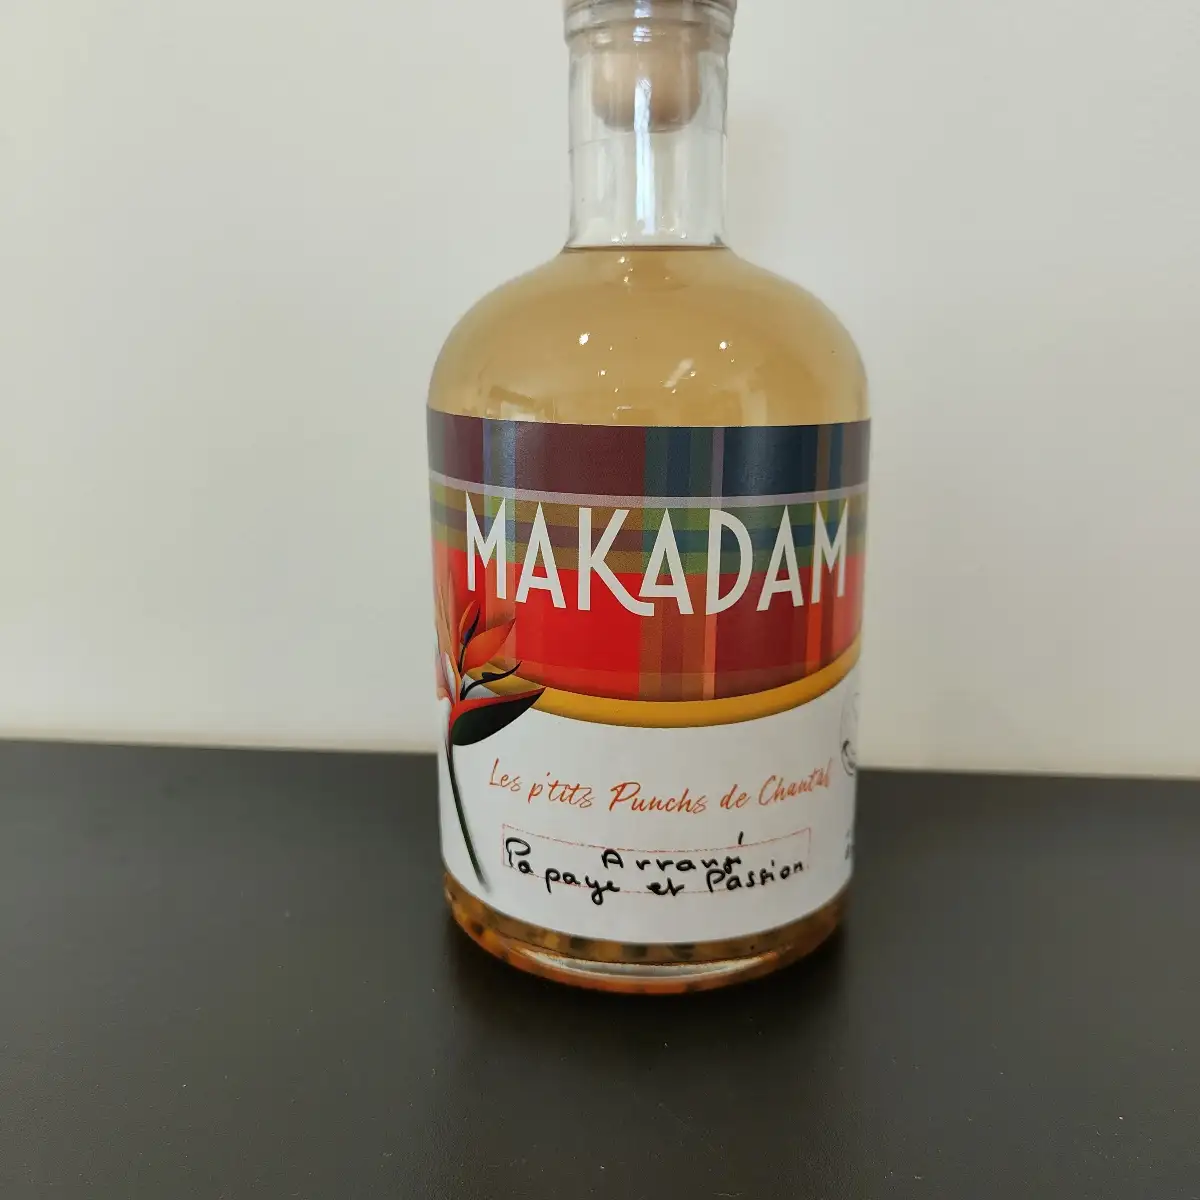 MAKADAM
Les p'tits Punchs de Chantal
Arrangé
Papaye et Passion